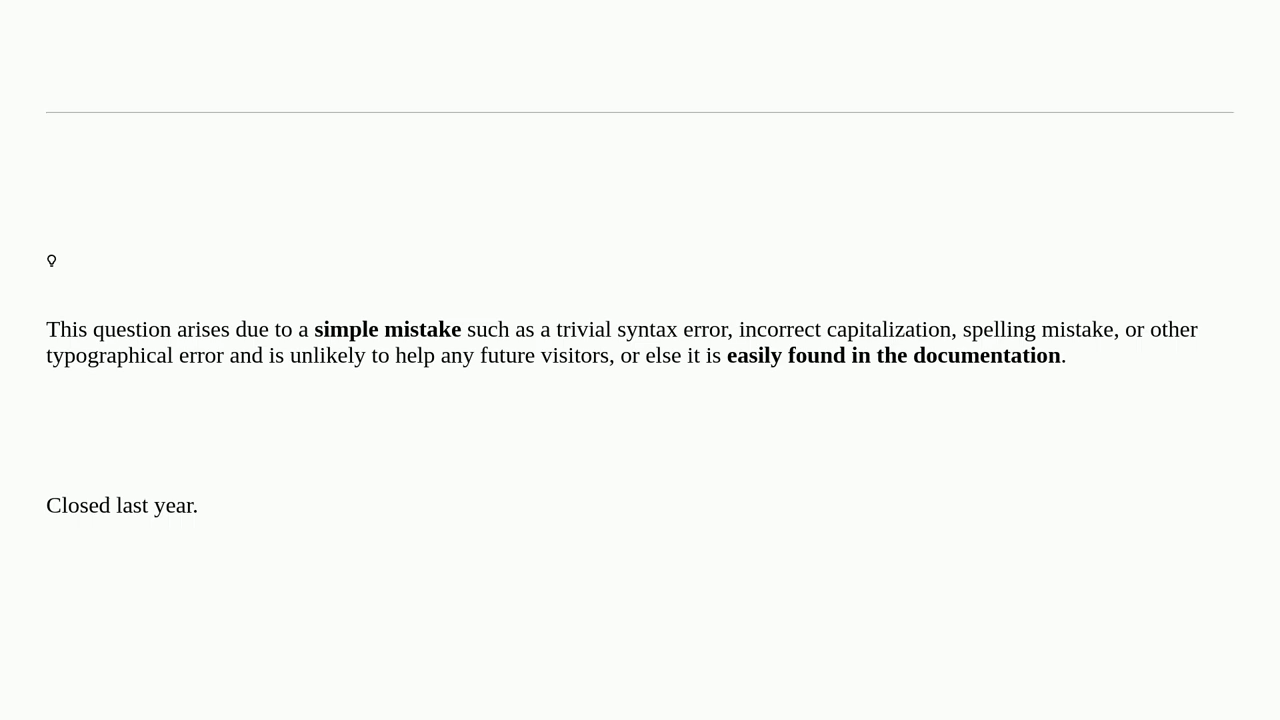 This question arises due to a simple mistake such as a trivial syntax error, incorrect capitalization, spelling mistake, or other
typographical error and is unlikely to help any future visitors, or else it is easily found in the documentation.
Closed last year.